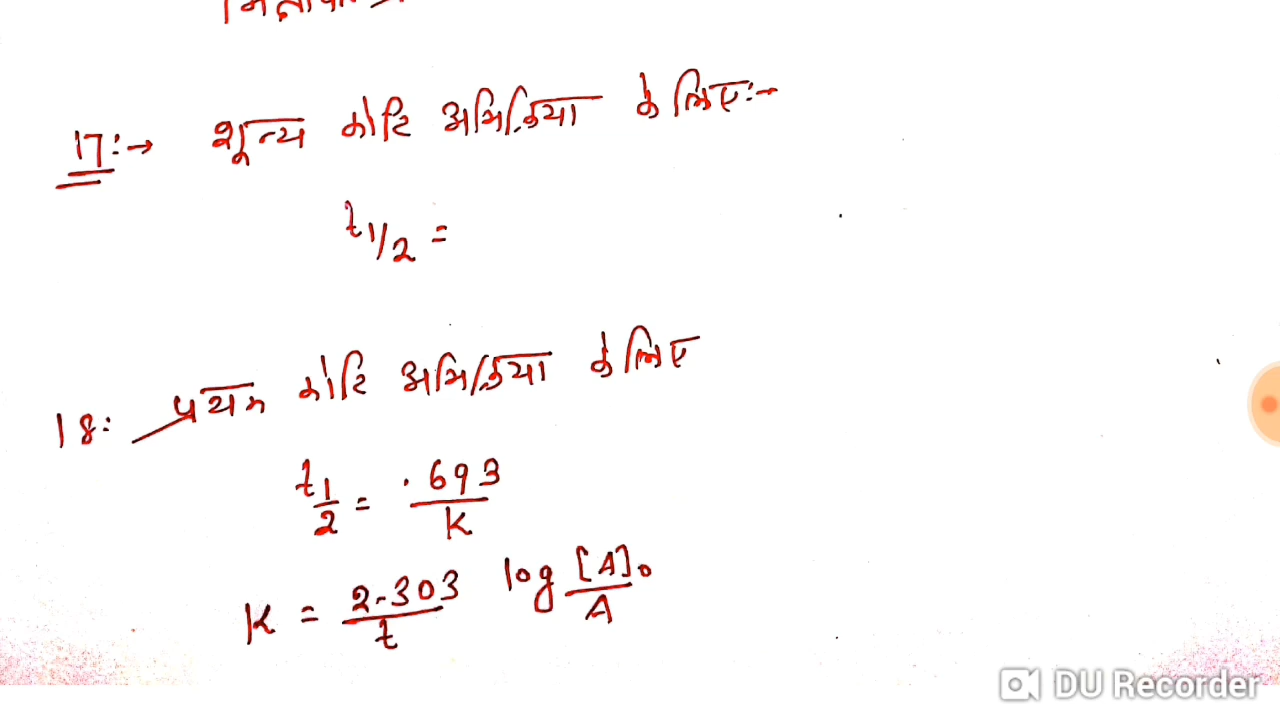 17:→ शून्य कोटि अभिक्रिया के लिए:-
t1/2 =
18: प्रथम कोटि अभिक्रिया के लिए
t1/2 = .693/K
K = 2.303/t log [A]₀/A
DU Recorder